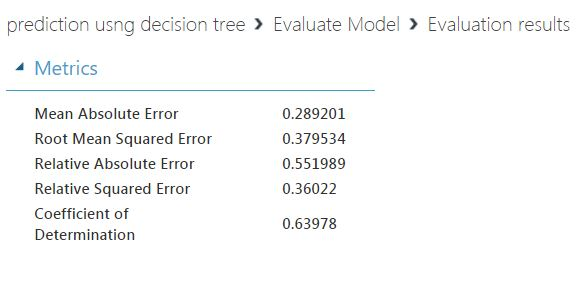 prediction usng decision tree > Evaluate Model > Evaluation results
Metrics
Mean Absolute Error 0.289201
Root Mean Squared Error 0.379534
Relative Absolute Error 0.551989
Relative Squared Error 0.36022
Coefficient of
Determination 0.63978